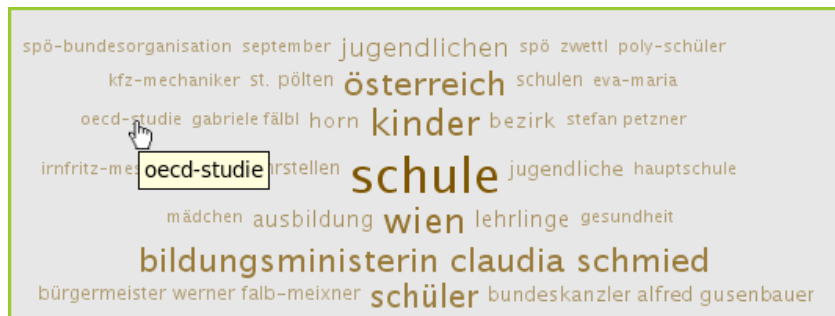 spö-bundesorganisation september jugendlichen spö zwettl poly-schüler
kfz-mechaniker st. pölten österreich schulen eva-maria
oecd-studie gabriele fälbl horn kinder bezirk stefan petzner
schule jugendliche hauptschule
oecd-studie
mädchen ausbildung wien lehrlinge gesundheit
bildungsministerin claudia schmied
bürgermeister werner falb-meixner schüler bundeskanzler alfred gusenbauer